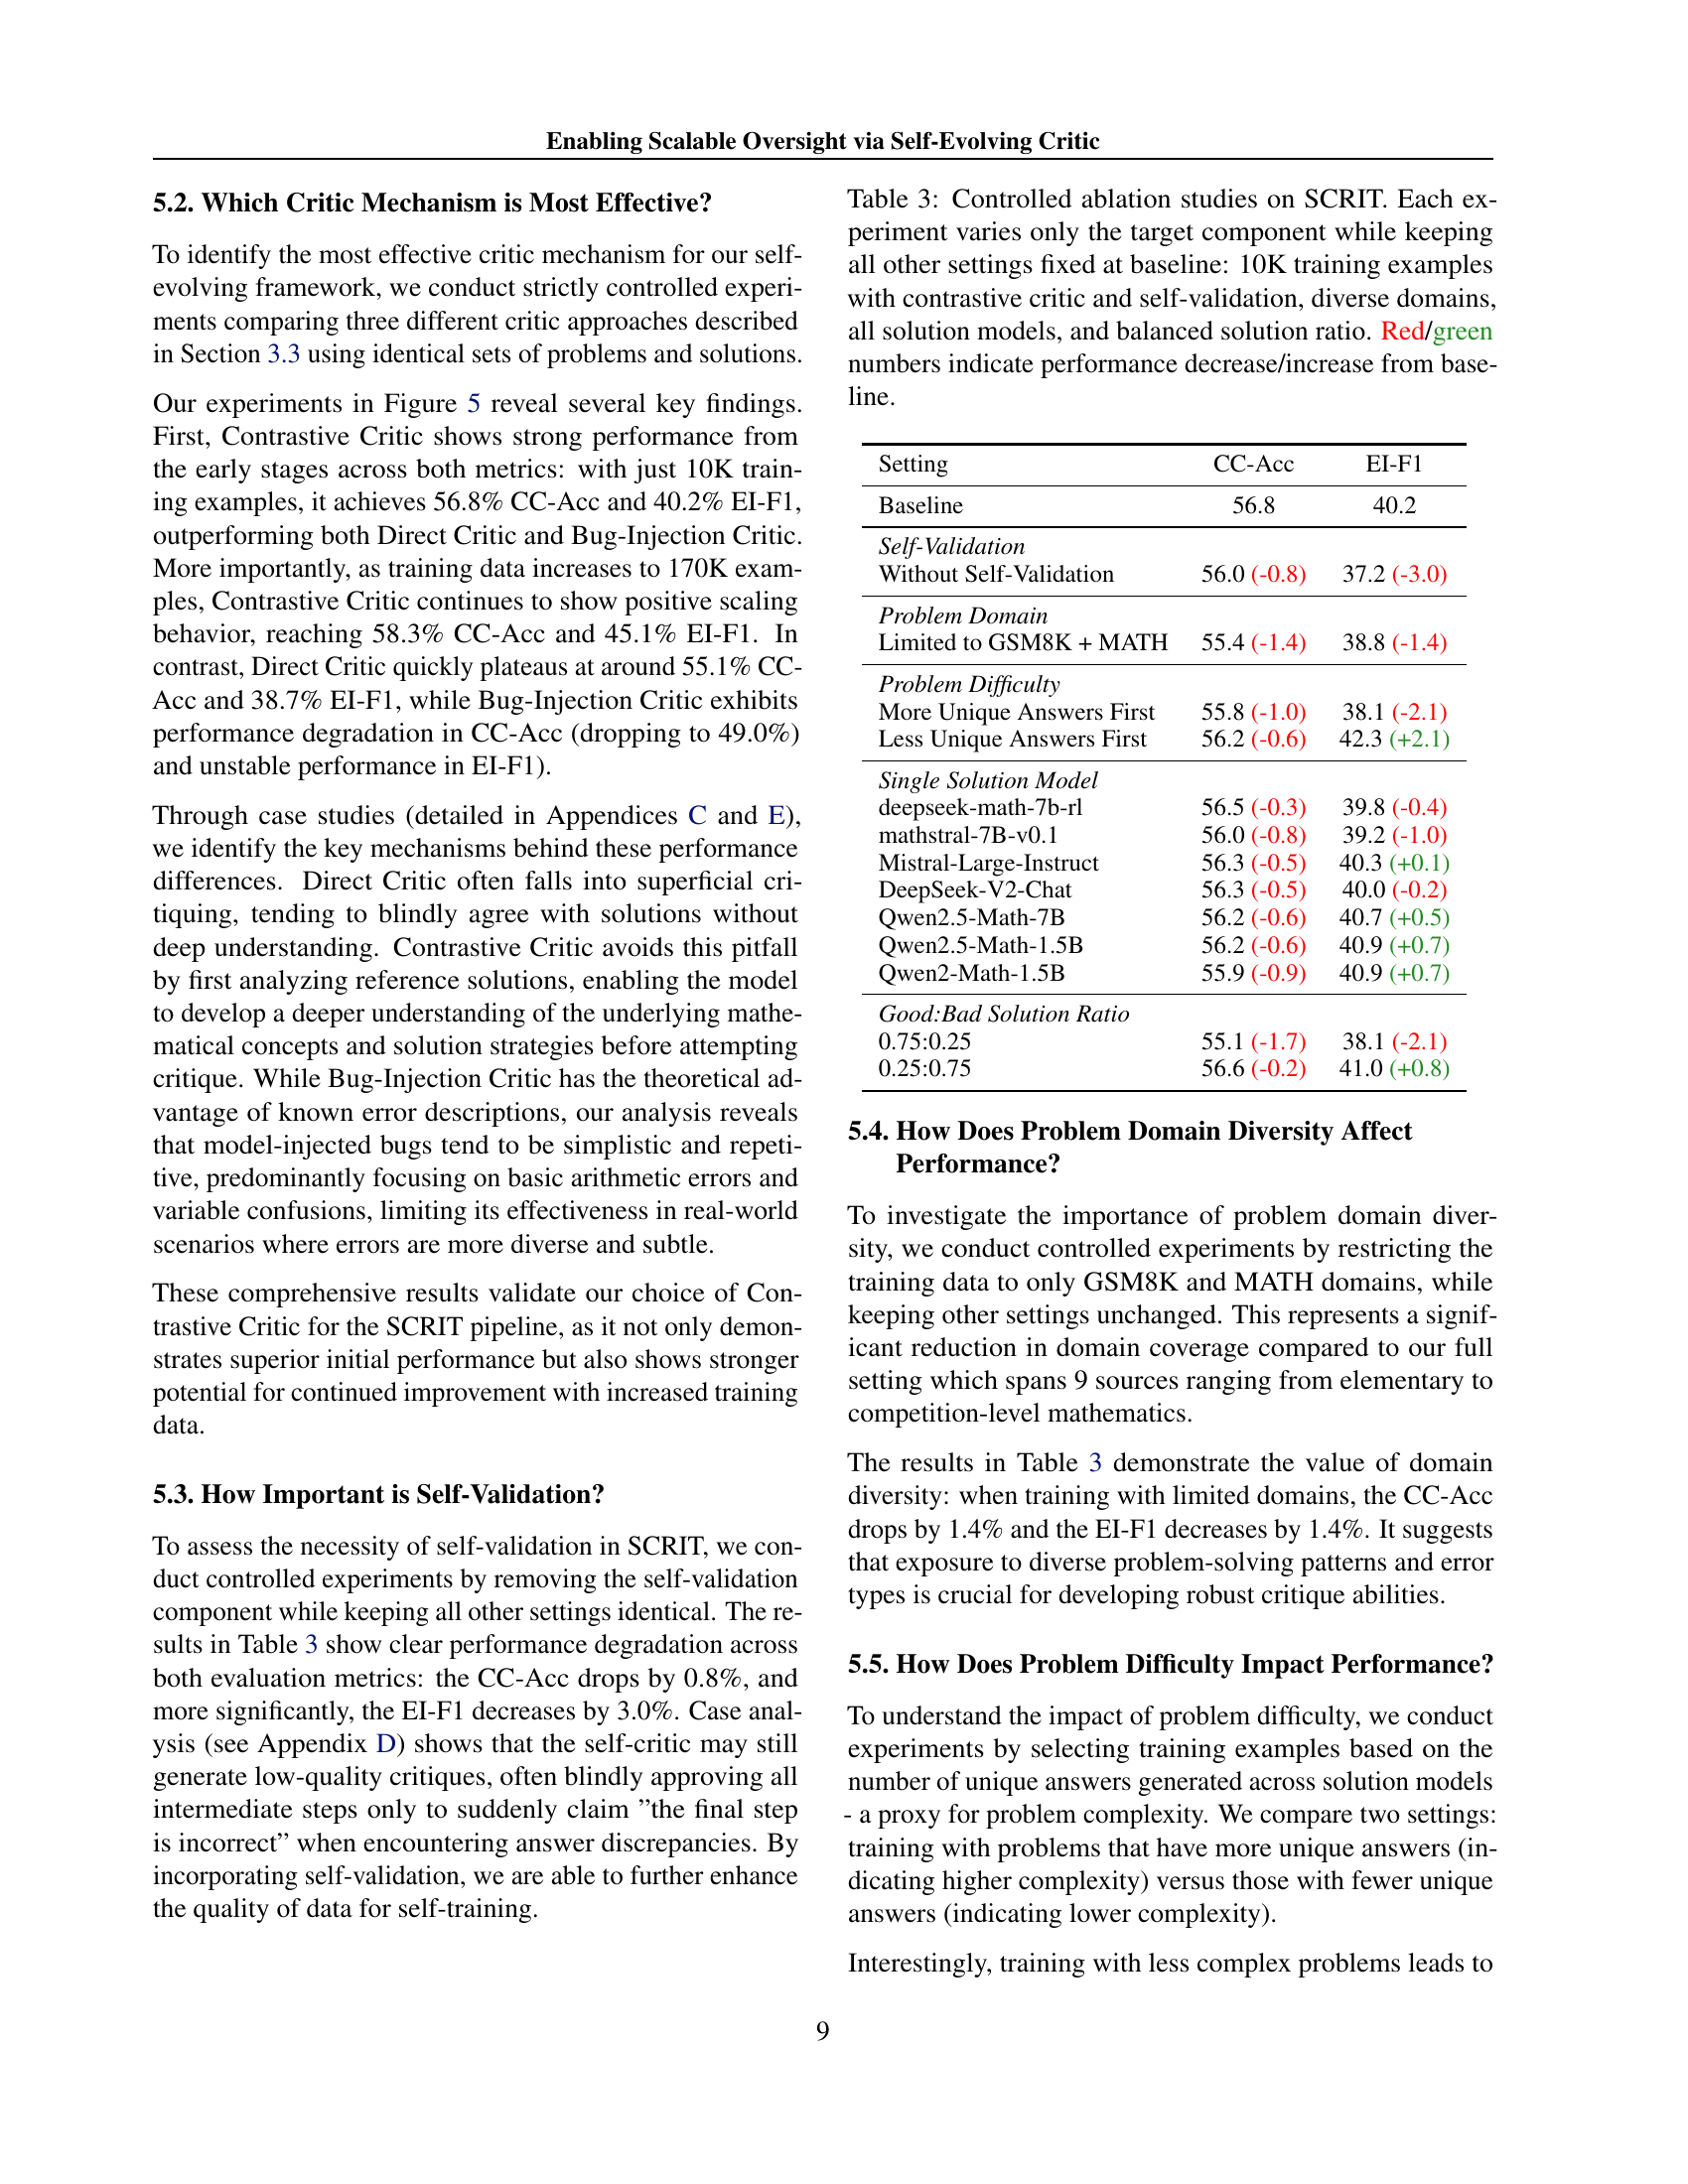 Enabling Scalable Oversight via Self-Evolving Critic
5.2. Which Critic Mechanism is Most Effective?
To identify the most effective critic mechanism for our self-
evolving framework, we conduct strictly controlled experi-
ments comparing three different critic approaches described
in Section 3.3 using identical sets of problems and solutions.
Our experiments in Figure 5 reveal several key findings.
First, Contrastive Critic shows strong performance from
the early stages across both metrics: with just 10K train-
ing examples, it achieves 56.8% CC-Acc and 40.2% EI-F1,
outperforming both Direct Critic and Bug-Injection Critic.
More importantly, as training data increases to 170K exam-
ples, Contrastive Critic continues to show positive scaling
behavior, reaching 58.3% CC-Acc and 45.1% EI-F1. In
contrast, Direct Critic quickly plateaus at around 55.1% CC-
Acc and 38.7% EI-F1, while Bug-Injection Critic exhibits
performance degradation in CC-Acc (dropping to 49.0%)
and unstable performance in EI-F1).
Through case studies (detailed in Appendices C and E),
we identify the key mechanisms behind these performance
differences. Direct Critic often falls into superficial cri-
tiquing, tending to blindly agree with solutions without
deep understanding. Contrastive Critic avoids this pitfall
by first analyzing reference solutions, enabling the model
to develop a deeper understanding of the underlying mathe-
matical concepts and solution strategies before attempting
critique. While Bug-Injection Critic has the theoretical ad-
vantage of known error descriptions, our analysis reveals
that model-injected bugs tend to be simplistic and repeti-
tive, predominantly focusing on basic arithmetic errors and
variable confusions, limiting its effectiveness in real-world
scenarios where errors are more diverse and subtle.
These comprehensive results validate our choice of Con-
trastive Critic for the SCRIT pipeline, as it not only demon-
strates superior initial performance but also shows stronger
potential for continued improvement with increased training
data.
5.3. How Important is Self-Validation?
To assess the necessity of self-validation in SCRIT, we con-
duct controlled experiments by removing the self-validation
component while keeping all other settings identical. The re-
sults in Table 3 show clear performance degradation across
both evaluation metrics: the CC-Acc drops by 0.8%, and
more significantly, the EI-F1 decreases by 3.0%. Case anal-
ysis (see Appendix D) shows that the self-critic may still
generate low-quality critiques, often blindly approving all
intermediate steps only to suddenly claim ”the final step
is incorrect” when encountering answer discrepancies. By
incorporating self-validation, we are able to further enhance
the quality of data for self-training.
Table 3: Controlled ablation studies on SCRIT. Each ex-
periment varies only the target component while keeping
all other settings fixed at baseline: 10K training examples
with contrastive critic and self-validation, diverse domains,
all solution models, and balanced solution ratio. Red/green
numbers indicate performance decrease/increase from base-
line.
Setting CC-Acc EI-F1
Baseline 56.8 40.2
Self-Validation
Without Self-Validation 56.0 (-0.8) 37.2 (-3.0)
Problem Domain
Limited to GSM8K + MATH 55.4 (-1.4) 38.8 (-1.4)
Problem Difficulty
More Unique Answers First 55.8 (-1.0) 38.1 (-2.1)
Less Unique Answers First 56.2 (-0.6) 42.3 (+2.1)
Single Solution Model
deepseek-math-7b-rl 56.5 (-0.3) 39.8 (-0.4)
mathstral-7B-v0.1 56.0 (-0.8) 39.2 (-1.0)
Mistral-Large-Instruct 56.3 (-0.5) 40.3 (+0.1)
DeepSeek-V2-Chat 56.3 (-0.5) 40.0 (-0.2)
Qwen2.5-Math-7B 56.2 (-0.6) 40.7 (+0.5)
Qwen2.5-Math-1.5B 56.2 (-0.6) 40.9 (+0.7)
Qwen2-Math-1.5B 55.9 (-0.9) 40.9 (+0.7)
Good:Bad Solution Ratio
0.75:0.25 55.1 (-1.7) 38.1 (-2.1)
0.25:0.75 56.6 (-0.2) 41.0 (+0.8)
5.4. How Does Problem Domain Diversity Affect
Performance?
To investigate the importance of problem domain diver-
sity, we conduct controlled experiments by restricting the
training data to only GSM8K and MATH domains, while
keeping other settings unchanged. This represents a signif-
icant reduction in domain coverage compared to our full
setting which spans 9 sources ranging from elementary to
competition-level mathematics.
The results in Table 3 demonstrate the value of domain
diversity: when training with limited domains, the CC-Acc
drops by 1.4% and the EI-F1 decreases by 1.4%. It suggests
that exposure to diverse problem-solving patterns and error
types is crucial for developing robust critique abilities.
5.5. How Does Problem Difficulty Impact Performance?
To understand the impact of problem difficulty, we conduct
experiments by selecting training examples based on the
number of unique answers generated across solution models
- a proxy for problem complexity. We compare two settings:
training with problems that have more unique answers (in-
dicating higher complexity) versus those with fewer unique
answers (indicating lower complexity).
Interestingly, training with less complex problems leads to
9